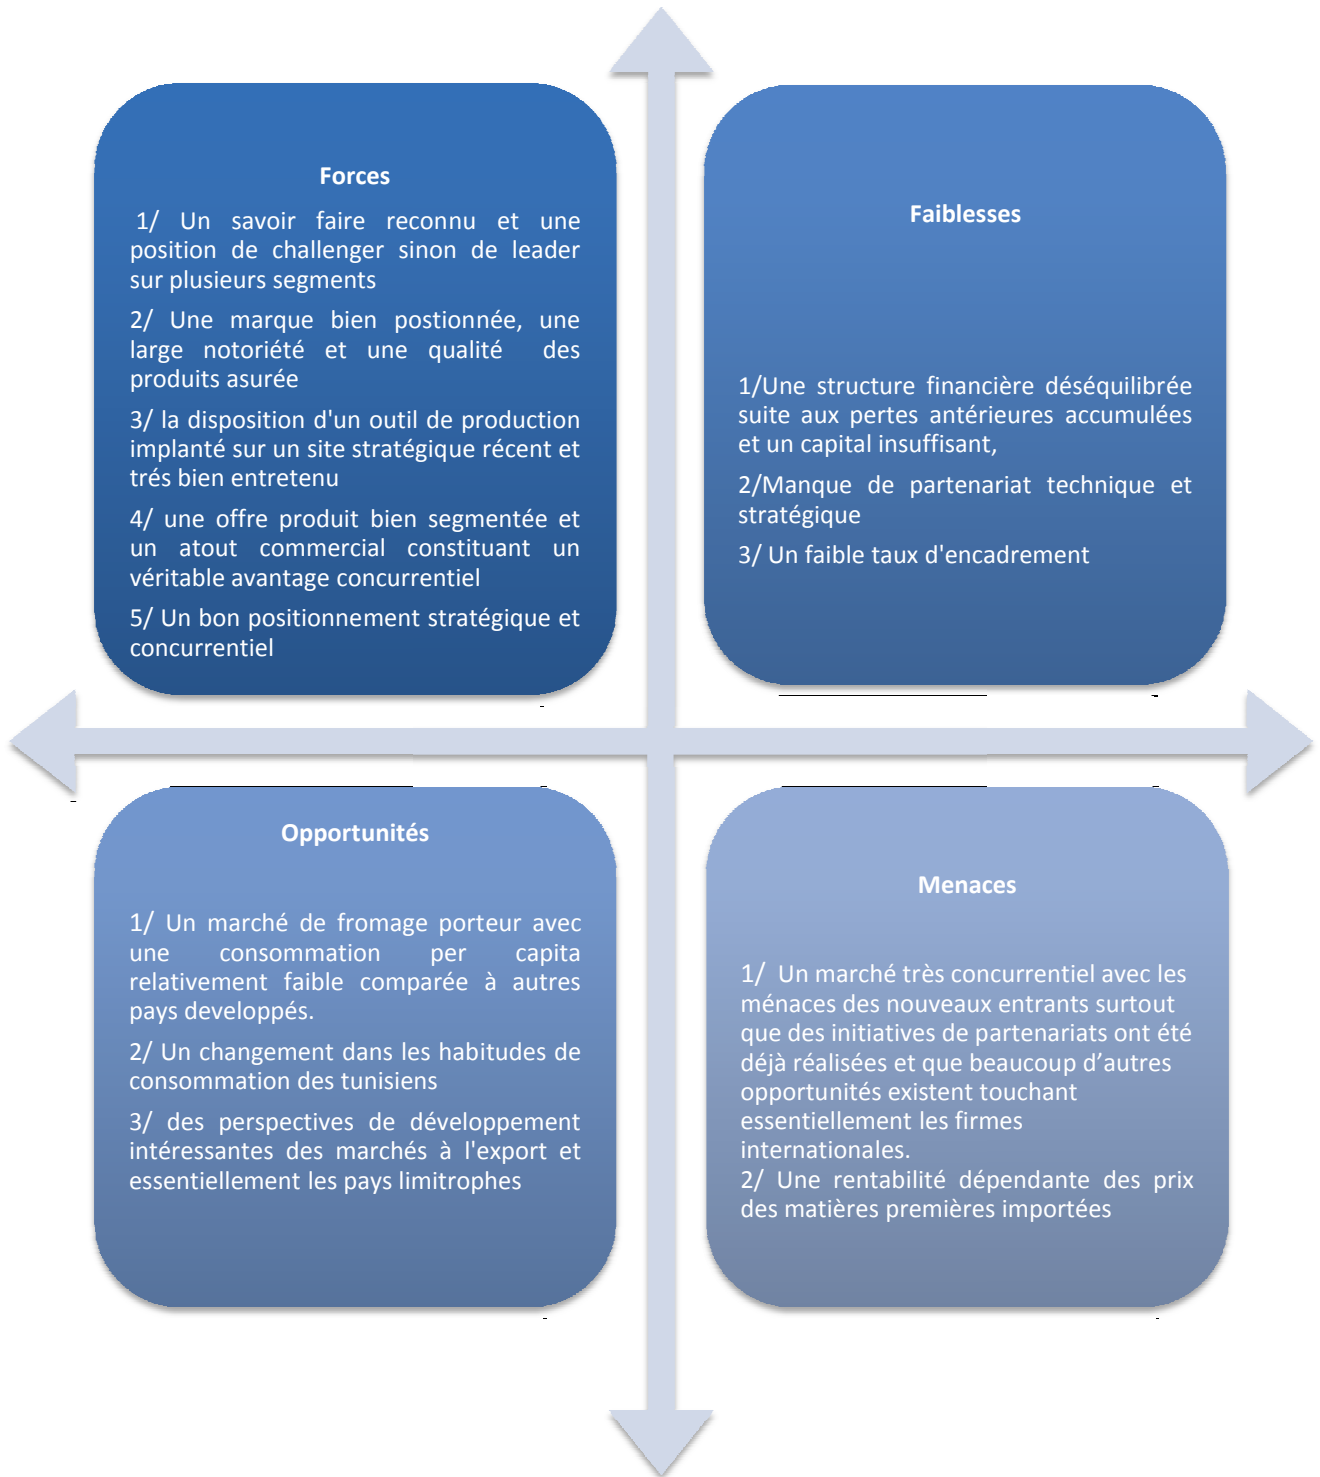 Forces
1/ Un savoir faire reconnu et une
position de challenger sinon de leader
sur plusieurs segments
2/ Une marque bien postionnée, une
large notoriété et une qualité des
produits asurée
3/ la disposition d'un outil de production
implanté sur un site stratégique récent et
trés bien entretenu
4/ une offre produit bien segmentée et
un atout commercial constituant un
véritable avantage concurrentiel
5/ Un bon positionnement stratégique et
concurrentiel
Faiblesses
1/Une structure financière déséquilibrée
suite aux pertes antérieures accumulées
et un capital insuffisant,
2/Manque de partenariat technique et
stratégique
3/ Un faible taux d'encadrement
Opportunités
1/ Un marché de fromage porteur avec
une consommation per capita
relativement faible comparée à autres
pays developpés.
2/ Un changement dans les habitudes de
consommation des tunisiens
3/ des perspectives de développement
intéressantes des marchés à l'export et
essentiellement les pays limitrophes
Menaces
1/ Un marché très concurrentiel avec les
ménaces des nouveaux entrants surtout
que des initiatives de partenariats ont été
déjà réalisées et que beaucoup d’autres
opportunités existent touchant
essentiellement les firmes
internationales.
2/ Une rentabilité dépendante des prix
des matières premières importées